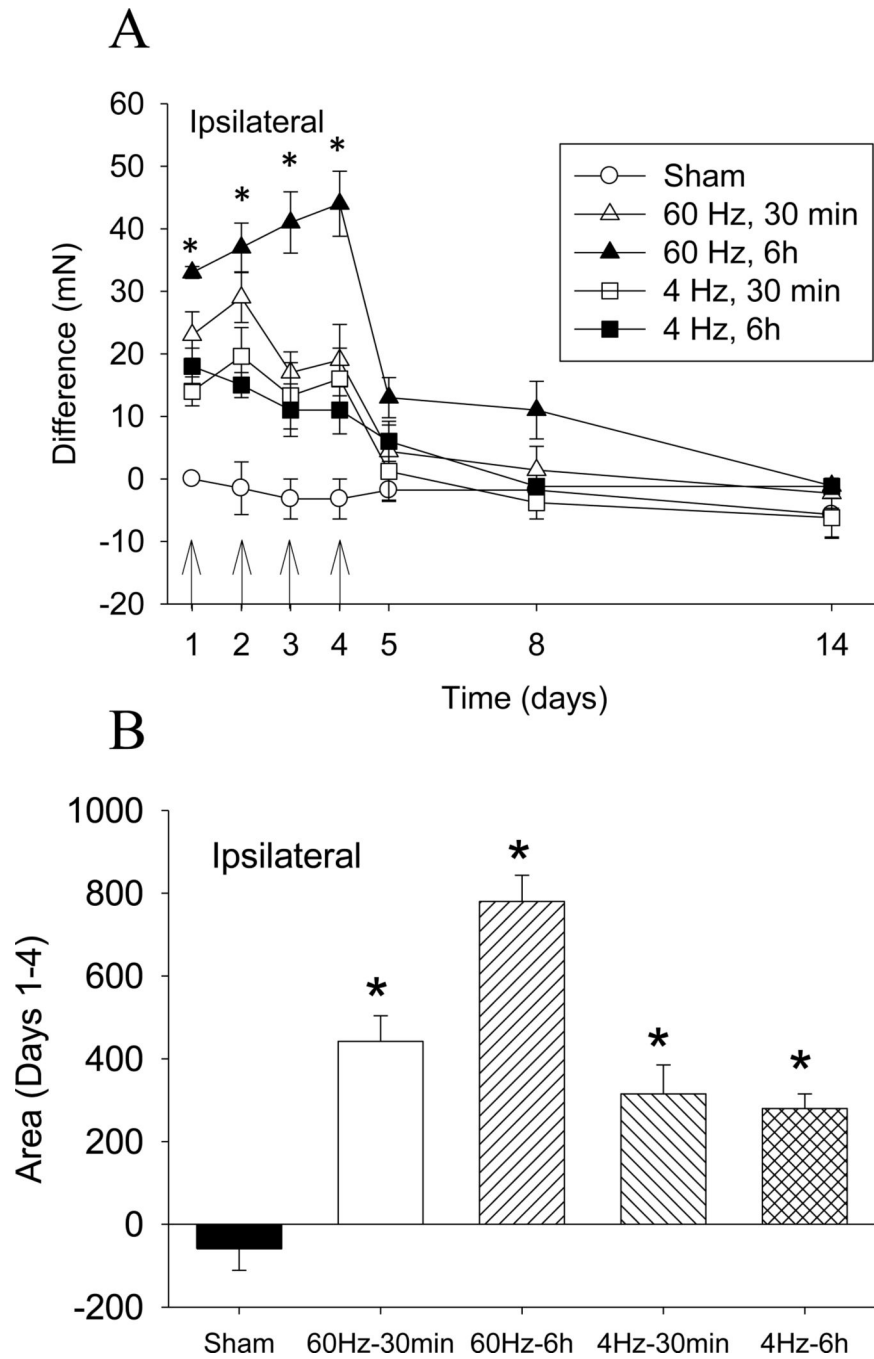 A
60
50
40
30
20
10
0
-10
-20
Difference (mN)
Ipsilateral
* * * *
Sham
60 Hz, 30 min
60 Hz, 6h
4 Hz, 30 min
4 Hz, 6h
1 2 3 4 5 8 14
Time (days)
B
1000
800
600
400
200
0
-200
Area (Days 1-4)
Ipsilateral
* * * *
Sham 60Hz-30min 60Hz-6h 4Hz-30min 4Hz-6h